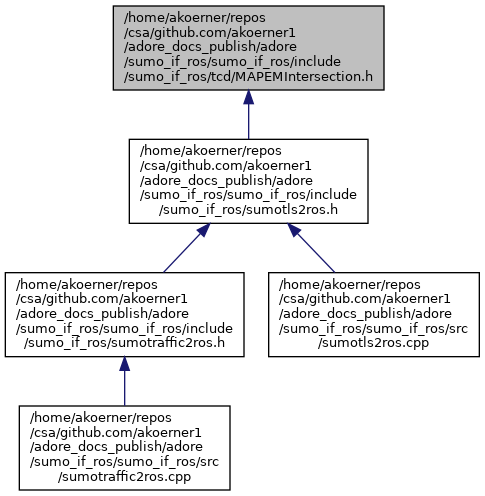 /home/akoerner/repos
/csa/github.com/akoerner1
/adore_docs_publish/adore
/sumo_if_ros/sumo_if_ros/include
/sumo_if_ros/tcd/MAPEMIntersection.h
/home/akoerner/repos
/csa/github.com/akoerner1
/adore_docs_publish/adore
/sumo_if_ros/sumo_if_ros/include
/sumo_if_ros/sumotls2ros.h
/home/akoerner/repos
/csa/github.com/akoerner1
/adore_docs_publish/adore
/sumo_if_ros/sumo_if_ros/include
/sumo_if_ros/sumotraffic2ros.h
/home/akoerner/repos
/csa/github.com/akoerner1
/adore_docs_publish/adore
/sumo_if_ros/sumo_if_ros/src
/sumotls2ros.cpp
/home/akoerner/repos
/csa/github.com/akoerner1
/adore_docs_publish/adore
/sumo_if_ros/sumo_if_ros/src
/sumotraffic2ros.cpp